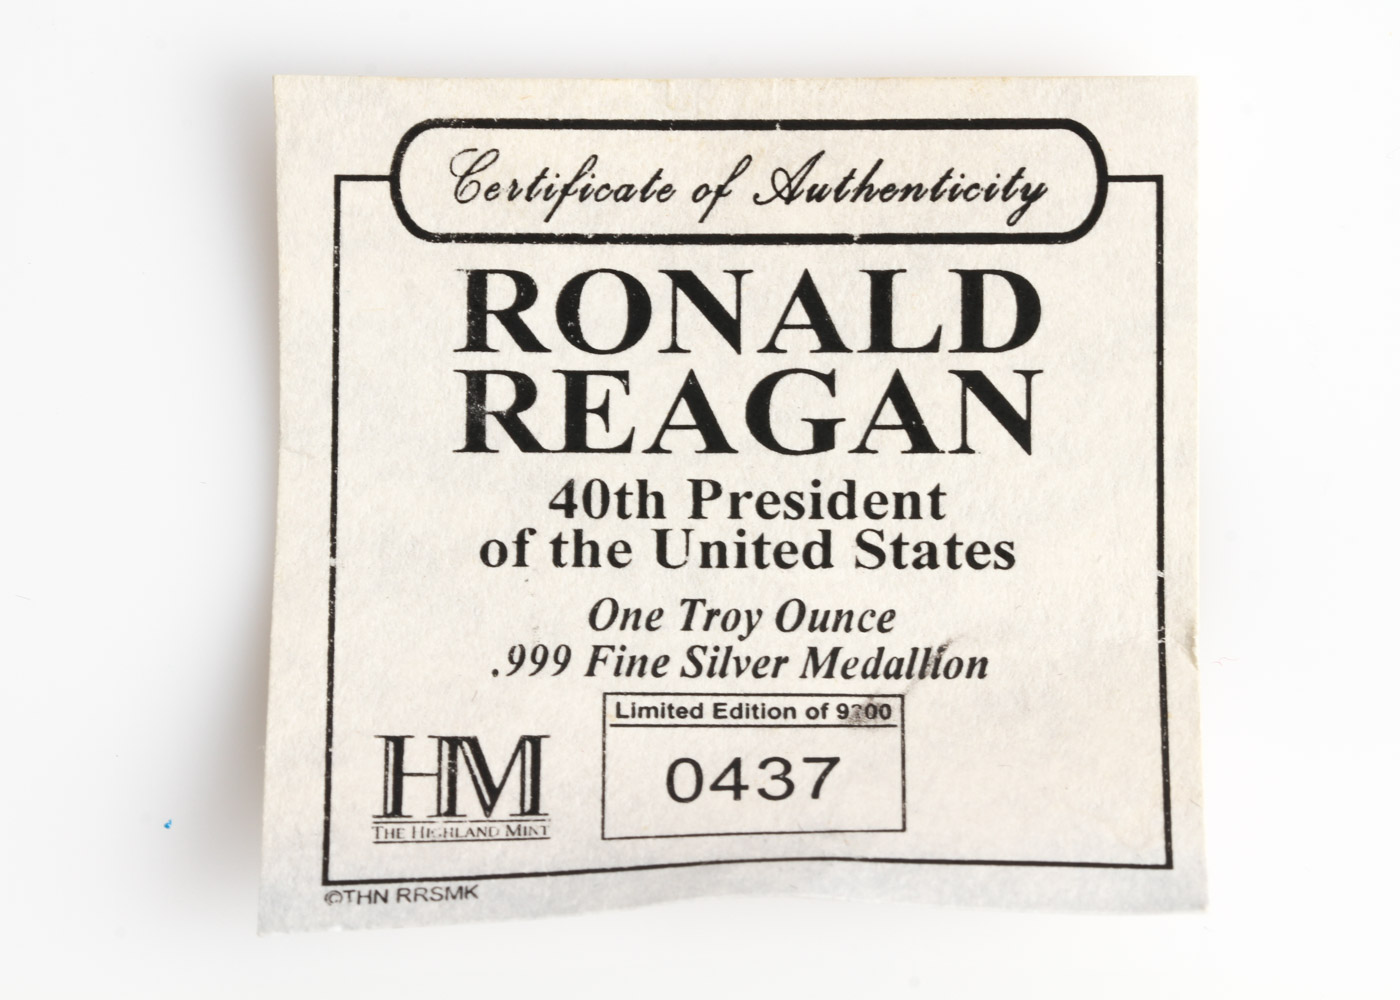 Certificate of Authenticity
RONALD
REAGAN
40th President
of the United States
One Troy Ounce
.999 Fine Silver Medallion
Limited Edition of
0437
HM
THE HIGHLAND MINT
©THN RRSMK